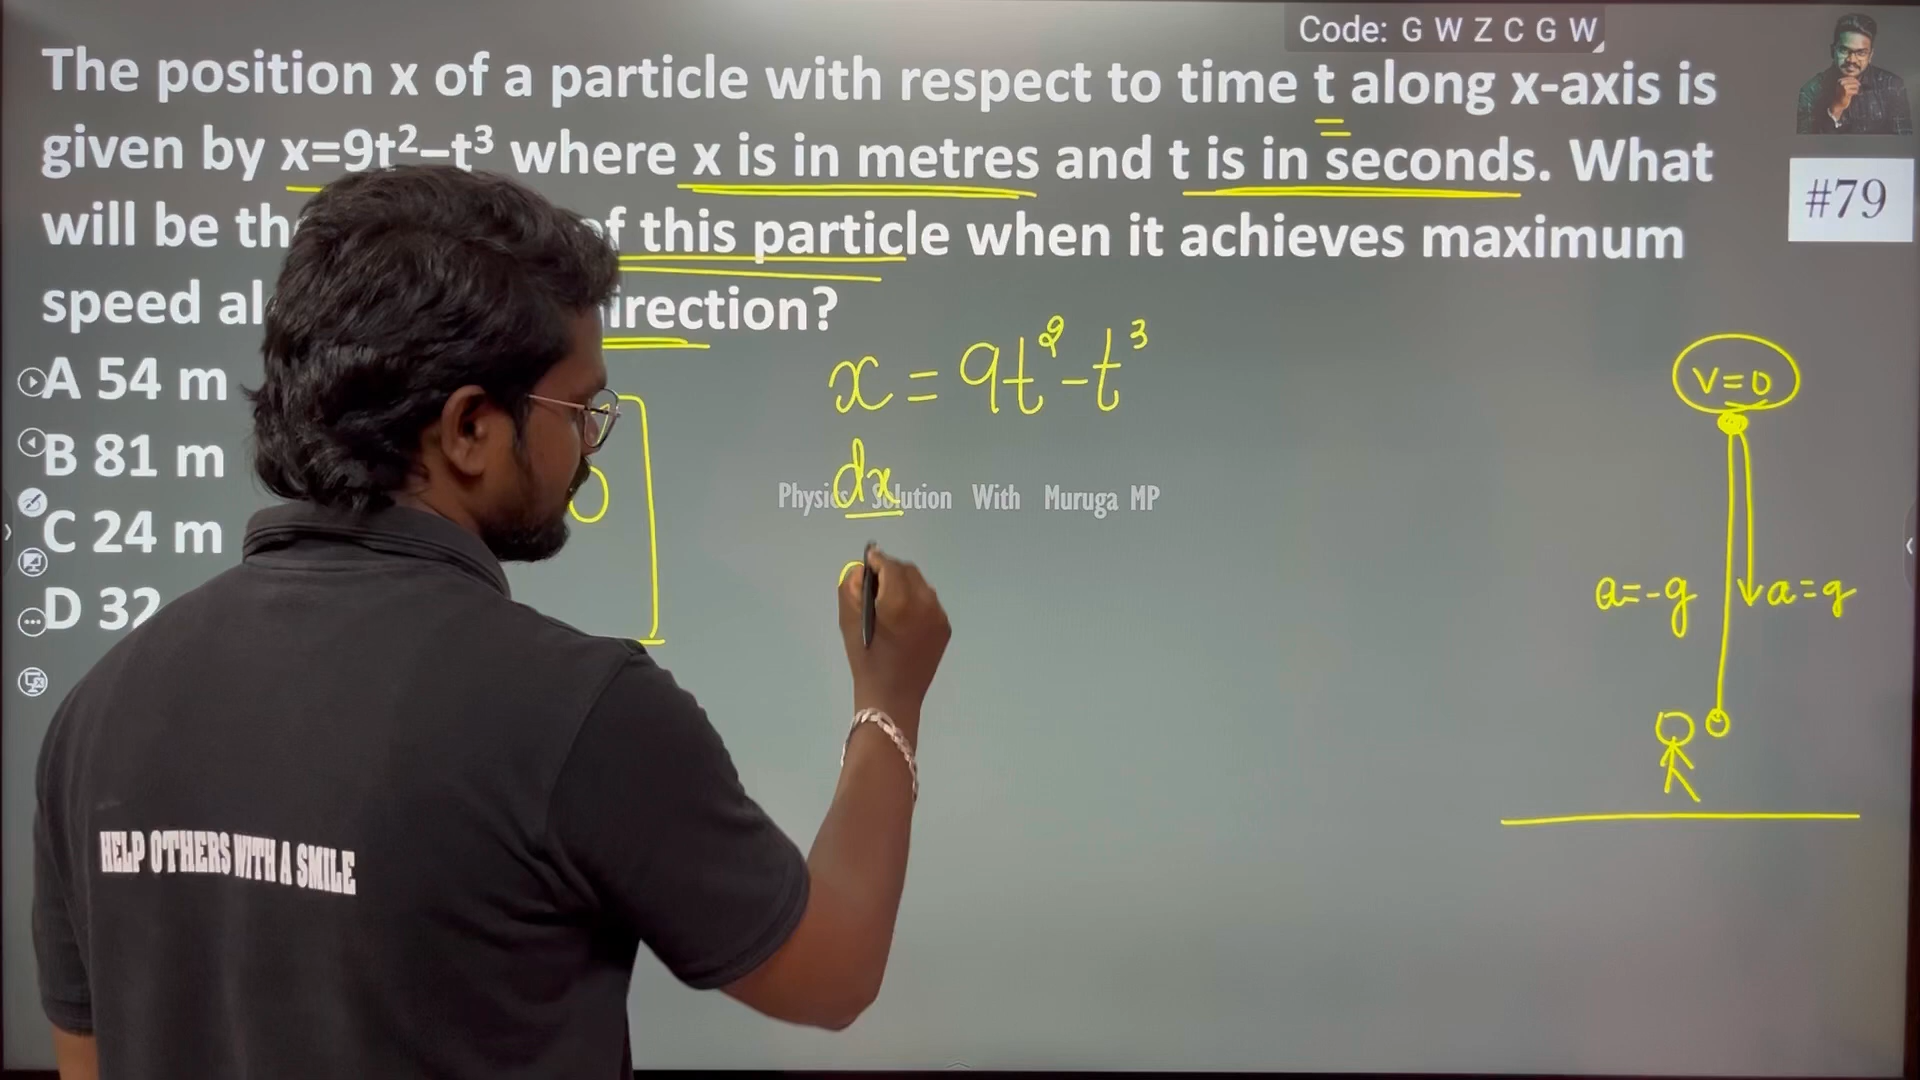 Code: G W Z C G W
The position x of a particle with respect to time t along x-axis is
given by x=9t²–t³ where x is in metres and t is in seconds. What
will be th f this particle when it achieves maximum
speed al irection?
#79
A 54 m
B 81 m
C 24 m
D 32
x = 9t² - t³
dx
Physics Solution With Muruga MP
V=0
a=-g
a=g
HELP OTHERS WITH A SMILE